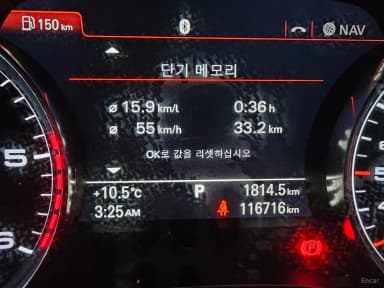 150 km
NAV
단기 메모리
ø 15.9 km/l 0:36 h
ø 55 km/h 33.2 km
OK로 값을 리셋하십시오
+10.5°C P 1814.5 km
3:25 AM 116716 km
5
5
P
Encar